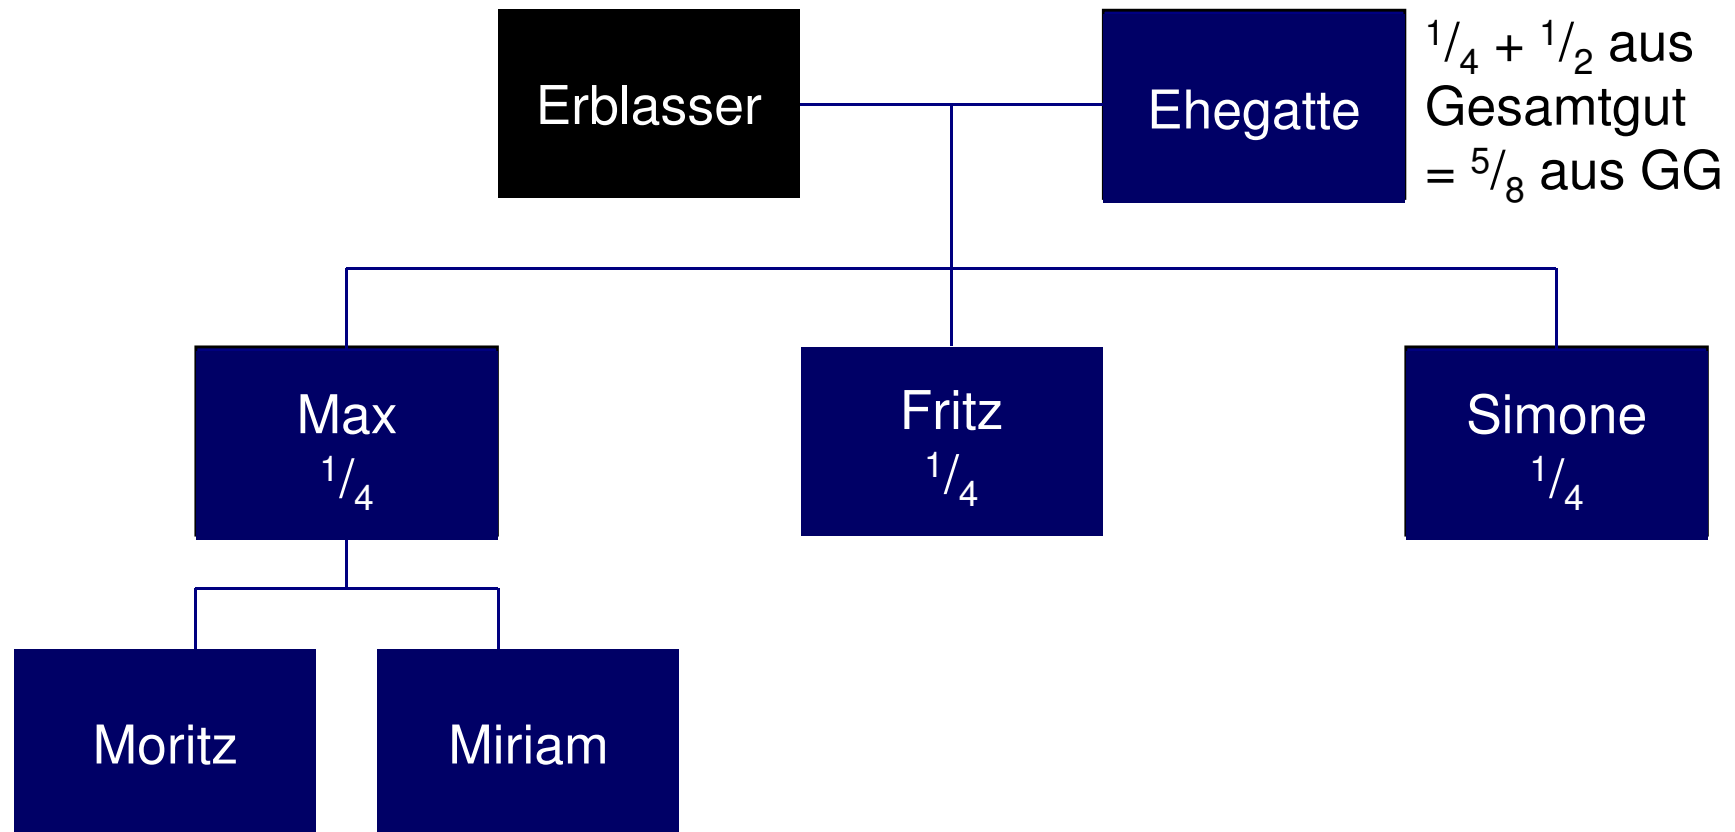 Erblasser
Ehegatte
1/4 + 1/2 aus
Gesamtgut
= 5/8 aus GG
Max
1/4
Fritz
1/4
Simone
1/4
Moritz
Miriam